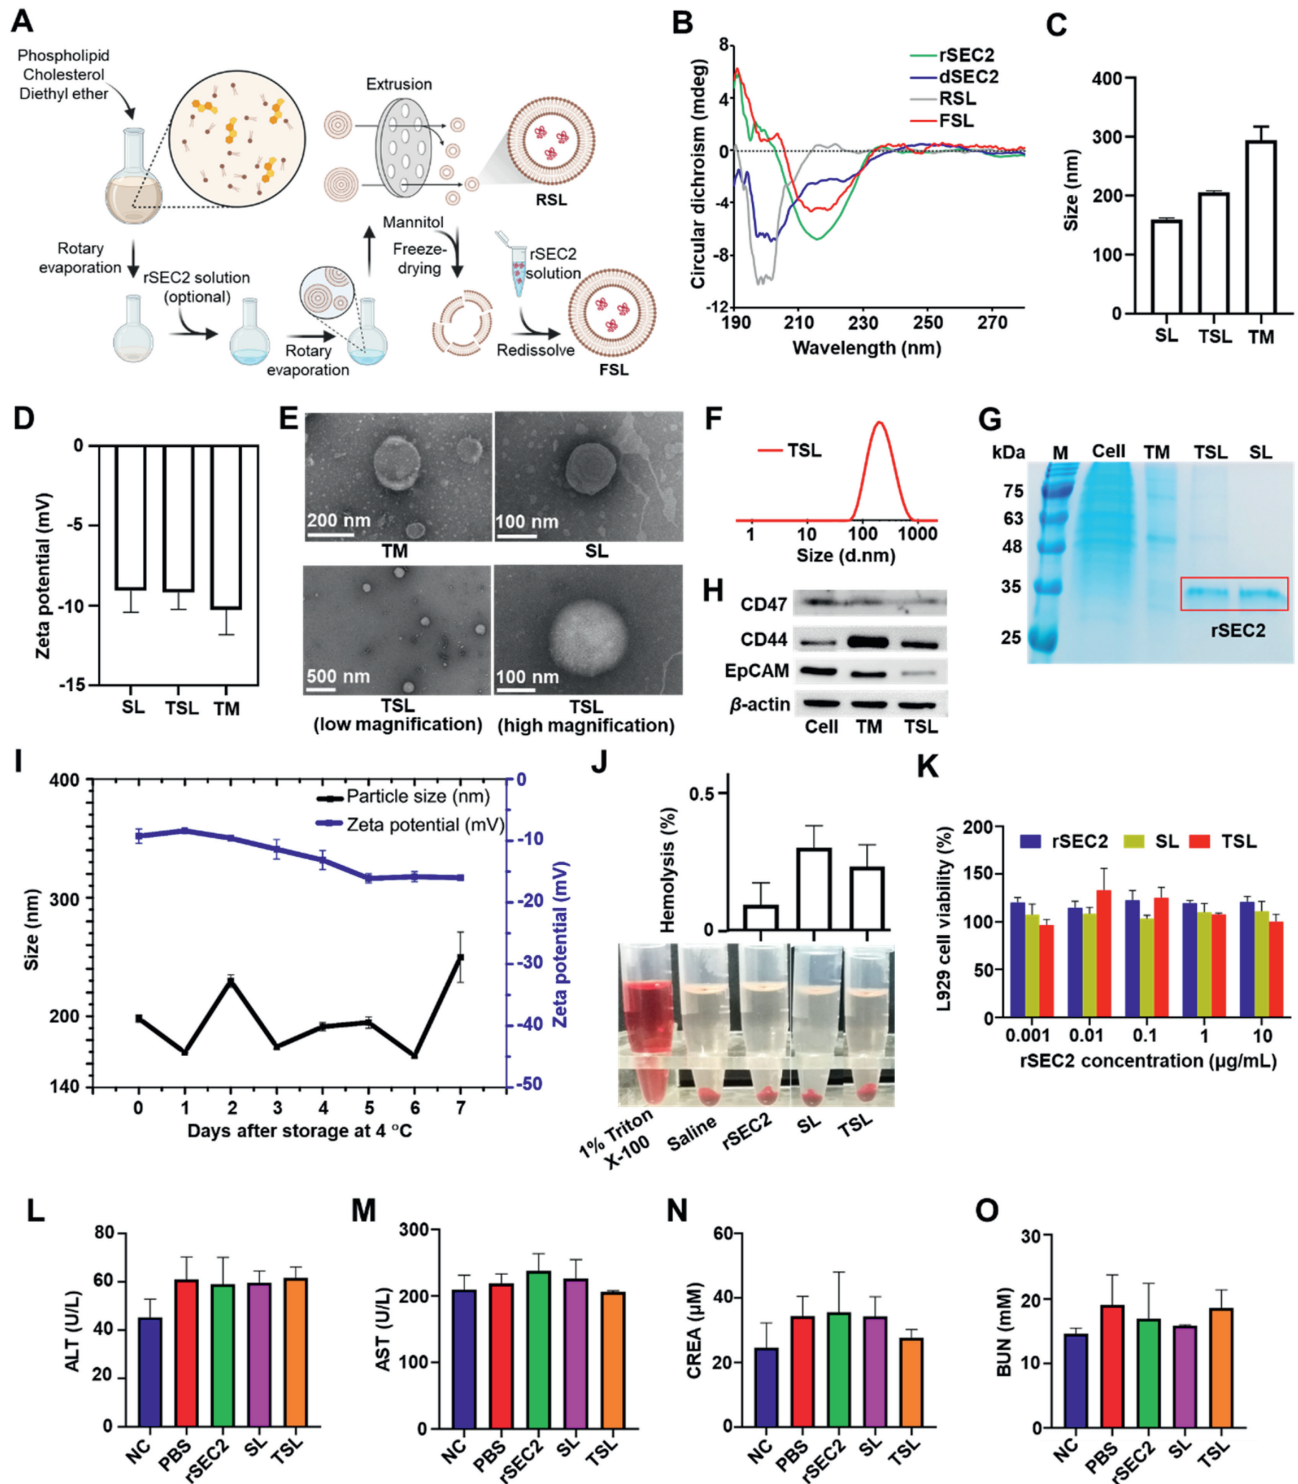 A
Phospholipid
Cholesterol
Diethyl ether
Extrusion
RSL
Mannitol
Freeze-
drying
rSEC2
solution
Rotary
evaporation
rSEC2 solution
(optional)
Rotary
evaporation
Redissolve
FSL
B
Circular dichroism (mdeg)
8
4
0
-4
-8
-12
190
210
230
250
270
Wavelength (nm)
rSEC2
dSEC2
RSL
FSL
C
Size (nm)
400
300
200
100
0
SL
TSL
TM
D
Zeta potential (mV)
0
-5
-10
-15
SL
TSL
TM
E
200 nm
TM
100 nm
SL
500 nm
TSL
(low magnification)
100 nm
TSL
(high magnification)
F
TSL
1
10
100
1000
Size (d.nm)
G
kDa
M
Cell
TM
TSL
SL
75
63
48
35
25
rSEC2
H
CD47
CD44
EpCAM
β-actin
Cell
TM
TSL
I
Size (nm)
400
300
200
140
Particle size (nm)
Zeta potential (mV)
0
-10
-20
-30
-40
-50
Zeta potential (mV)
0
1
2
3
4
5
6
7
Days after storage at 4 °C
J
Hemolysis (%)
0.5
0
1% Triton
X-100
Saline
rSEC2
SL
TSL
K
L929 cell viability (%)
200
150
100
50
0
rSEC2
SL
TSL
0.001
0.01
0.1
1
10
rSEC2 concentration (μg/mL)
L
ALT (U/L)
80
60
40
20
0
NC
PBS
rSEC2
SL
TSL
M
AST (U/L)
300
200
100
0
NC
PBS
rSEC2
SL
TSL
N
CREA (μM)
60
40
20
0
NC
PBS
rSEC2
SL
TSL
O
BUN (mM)
30
20
10
0
NC
PBS
rSEC2
SL
TSL